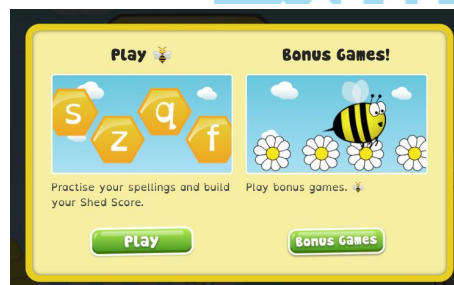 Play
Bonus Games!
s
z
q
f
Practise your spellings and build
your Shed Score.
Play bonus games.
Play
Bonus Games